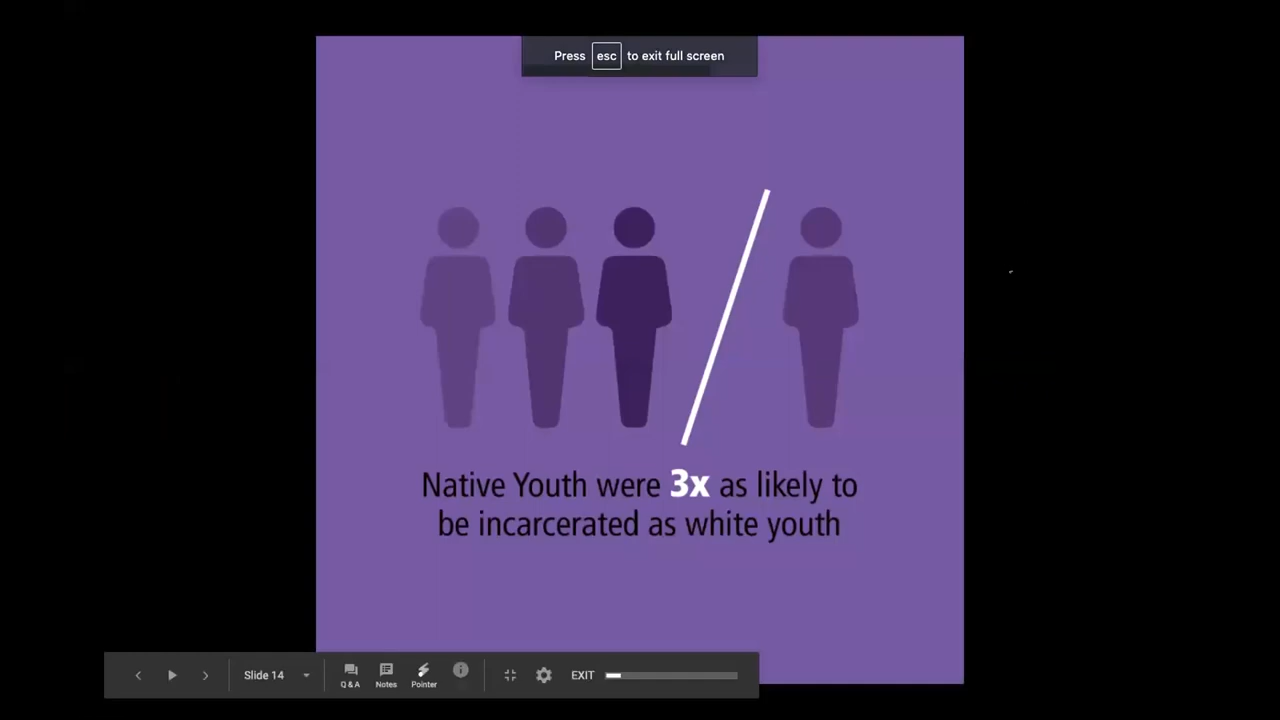 Press esc to exit full screen
Native Youth were 3x as likely to
be incarcerated as white youth
Slide 14
Q & A
Notes
Pointer
EXIT